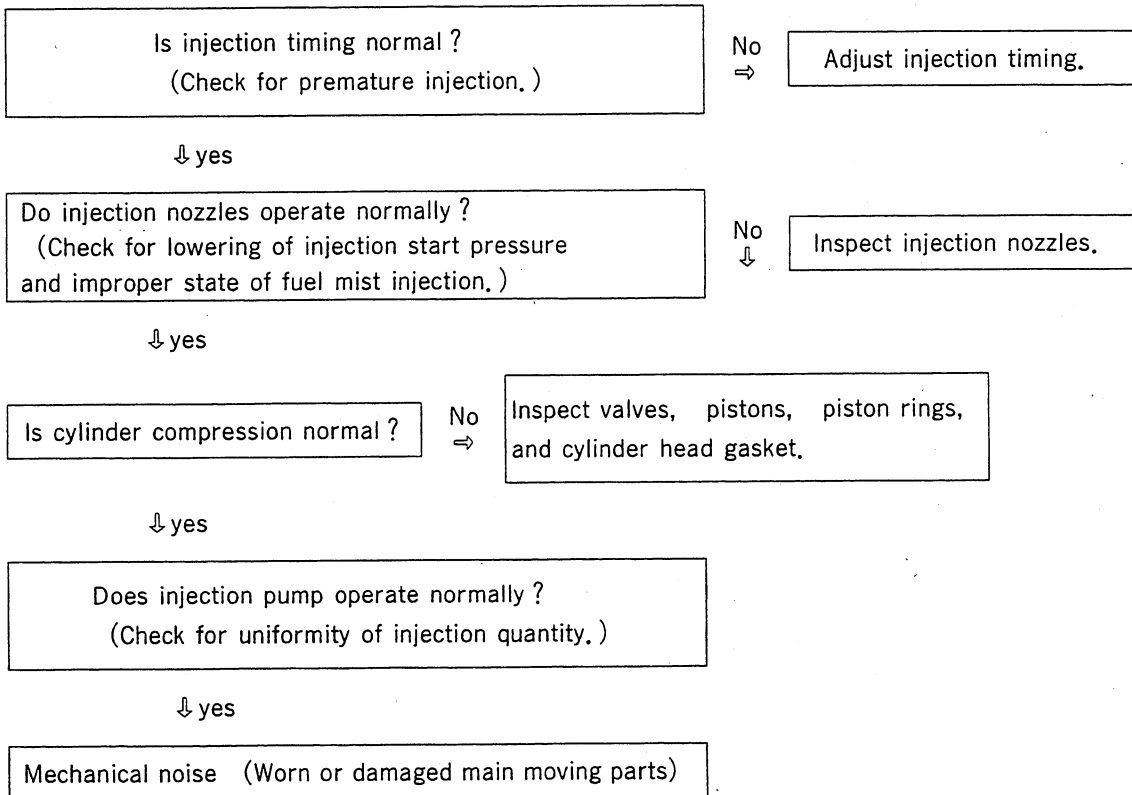 Is injection timing normal?
(Check for premature injection.)
No
⇨
Adjust injection timing.
⇩ yes
Do injection nozzles operate normally?
(Check for lowering of injection start pressure
and improper state of fuel mist injection.)
No
⇩
Inspect injection nozzles.
⇩ yes
Is cylinder compression normal?
No
⇨
Inspect valves, pistons, piston rings,
and cylinder head gasket.
⇩ yes
Does injection pump operate normally?
(Check for uniformity of injection quantity.)
⇩ yes
Mechanical noise (Worn or damaged main moving parts)